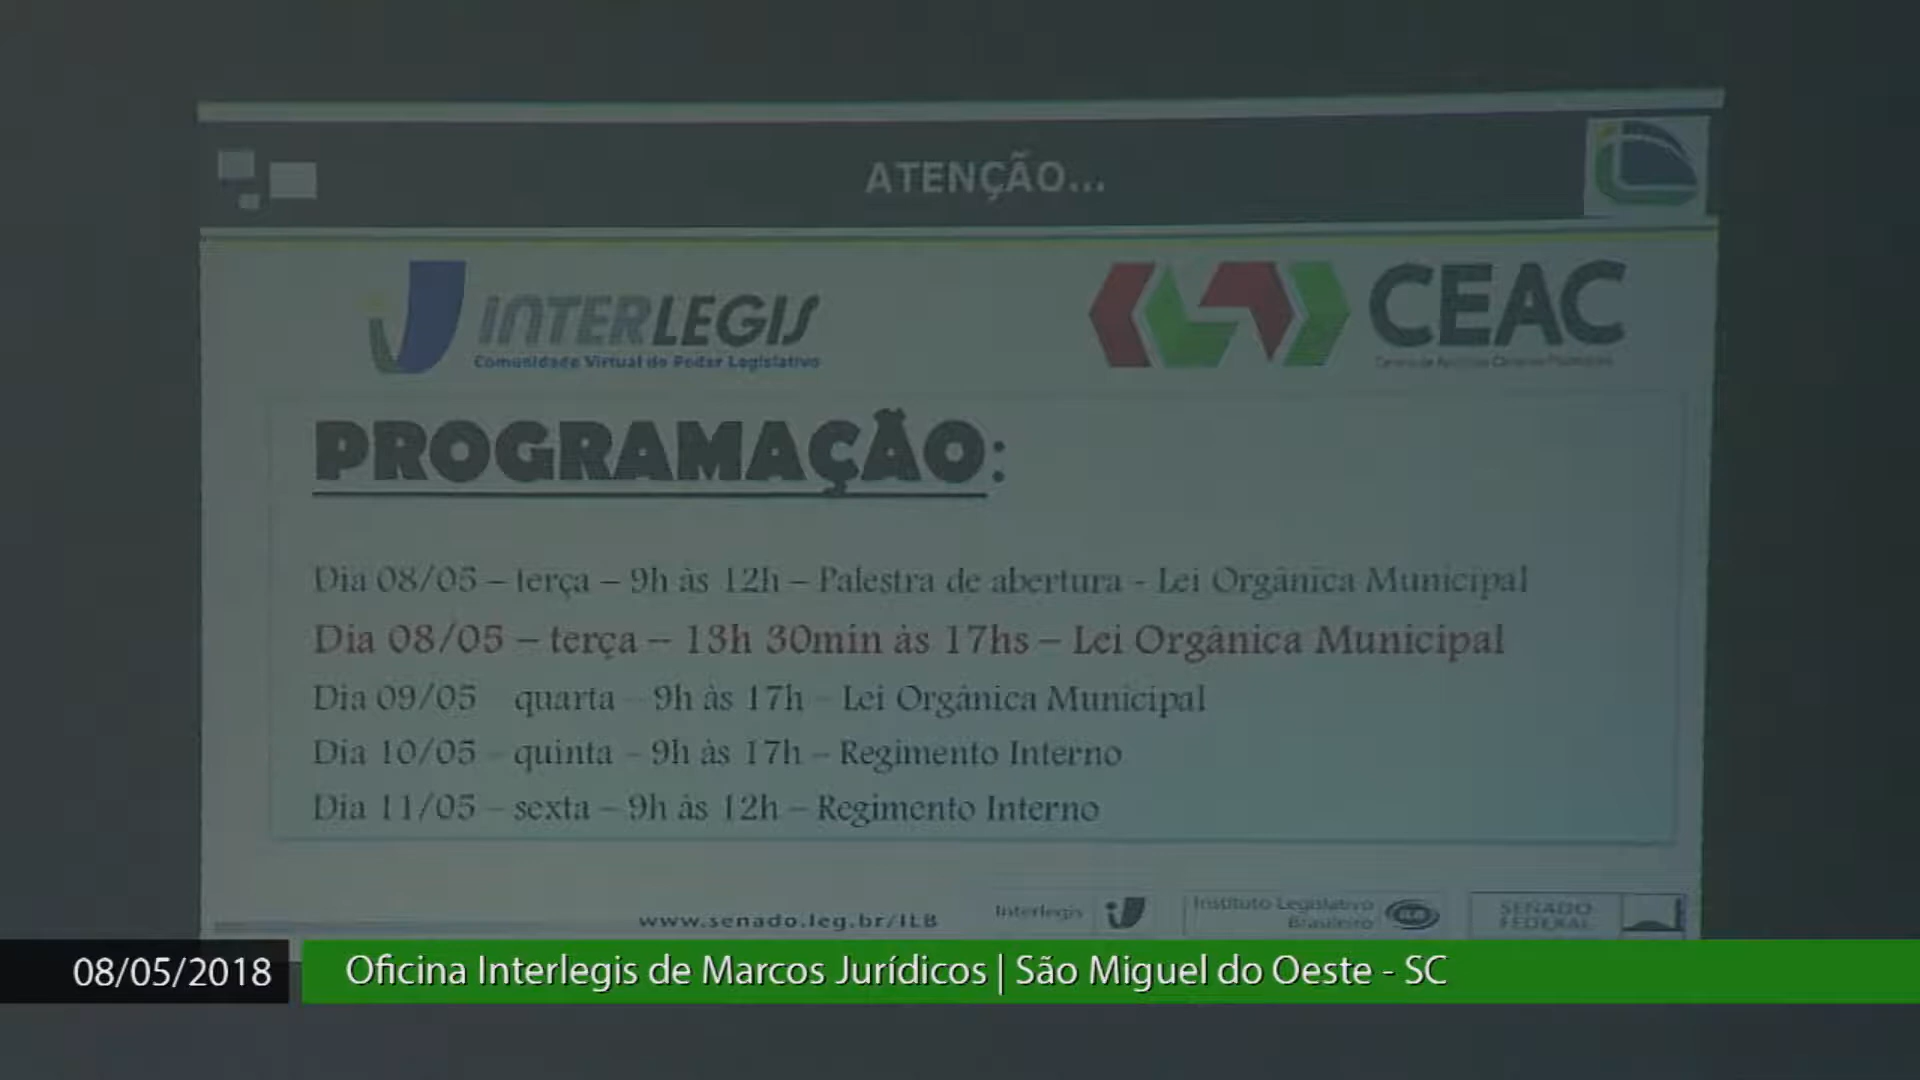 ATENÇÃO...
INTERLEGIS
Comunidade Virtual do Poder Legislativo
CEAC
PROGRAMAÇÃO:
Dia 08/05 – terça – 9h às 12h – Palestra de abertura - Lei Orgânica Municipal
Dia 08/05 – terça – 13h 30min às 17hs – Lei Orgânica Municipal
Dia 09/05 – quarta – 9h às 17h – Lei Orgânica Municipal
Dia 10/05 – quinta – 9h às 17h – Regimento Interno
Dia 11/05 – sexta – 9h às 12h – Regimento Interno
www.senado.leg.br/ILB
Interlegis
Instituto Legislativo
Brasileiro
SENADO
FEDERAL
08/05/2018
Oficina Interlegis de Marcos Jurídicos | São Miguel do Oeste - SC